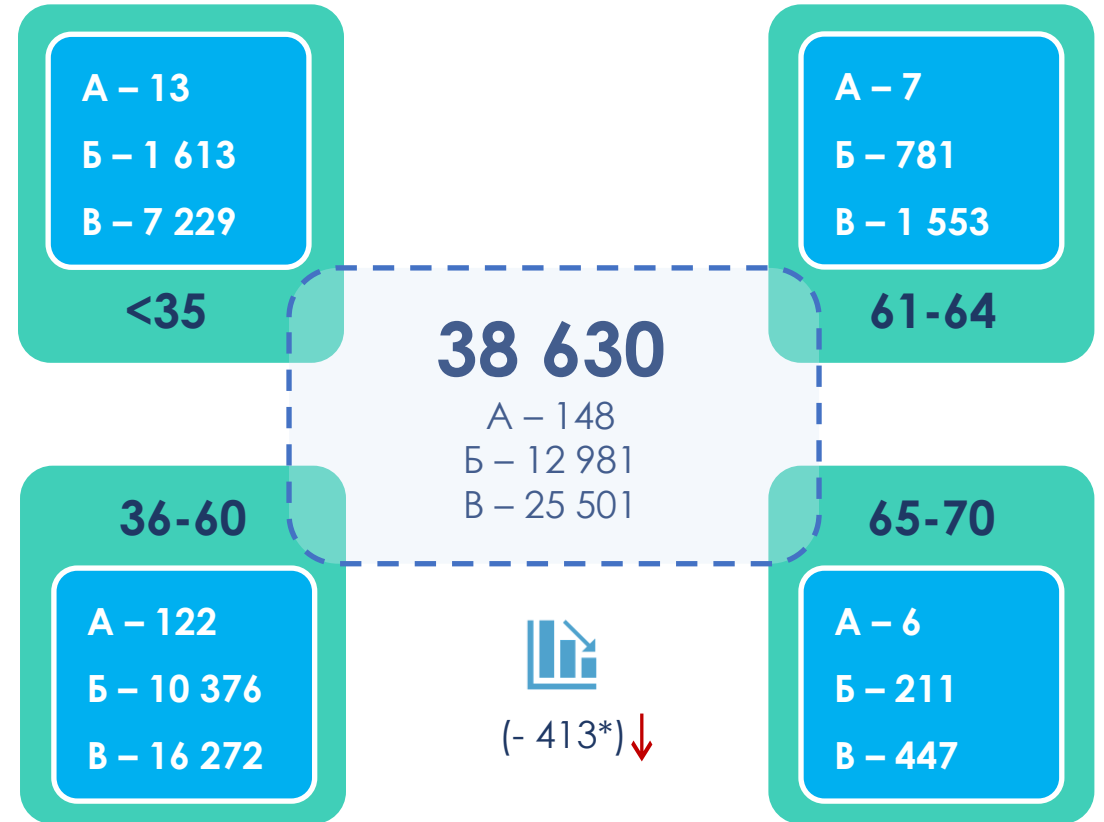 А – 13
Б – 1 613
В – 7 229
<35
А – 7
Б – 781
В – 1 553
61-64
38 630
А – 148
Б – 12 981
В – 25 501
36-60
А – 122
Б – 10 376
В – 16 272
65-70
А – 6
Б – 211
В – 447
(- 413*)